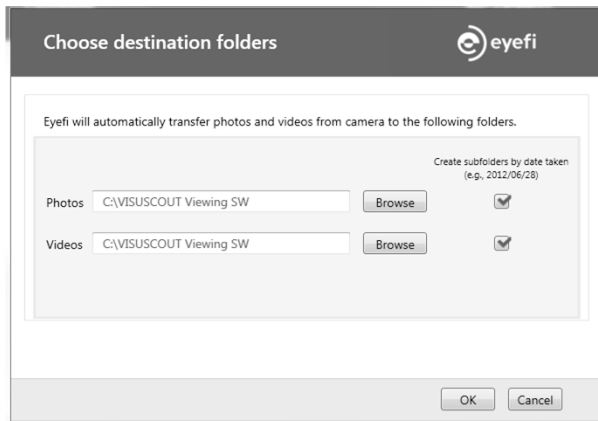 Choose destination folders
eyefi
Eyefi will automatically transfer photos and videos from camera to the following folders.
Create subfolders by date taken
(e.g., 2012/06/28)
Photos C:\VISUSCOUT Viewing SW Browse
Videos C:\VISUSCOUT Viewing SW Browse
OK Cancel